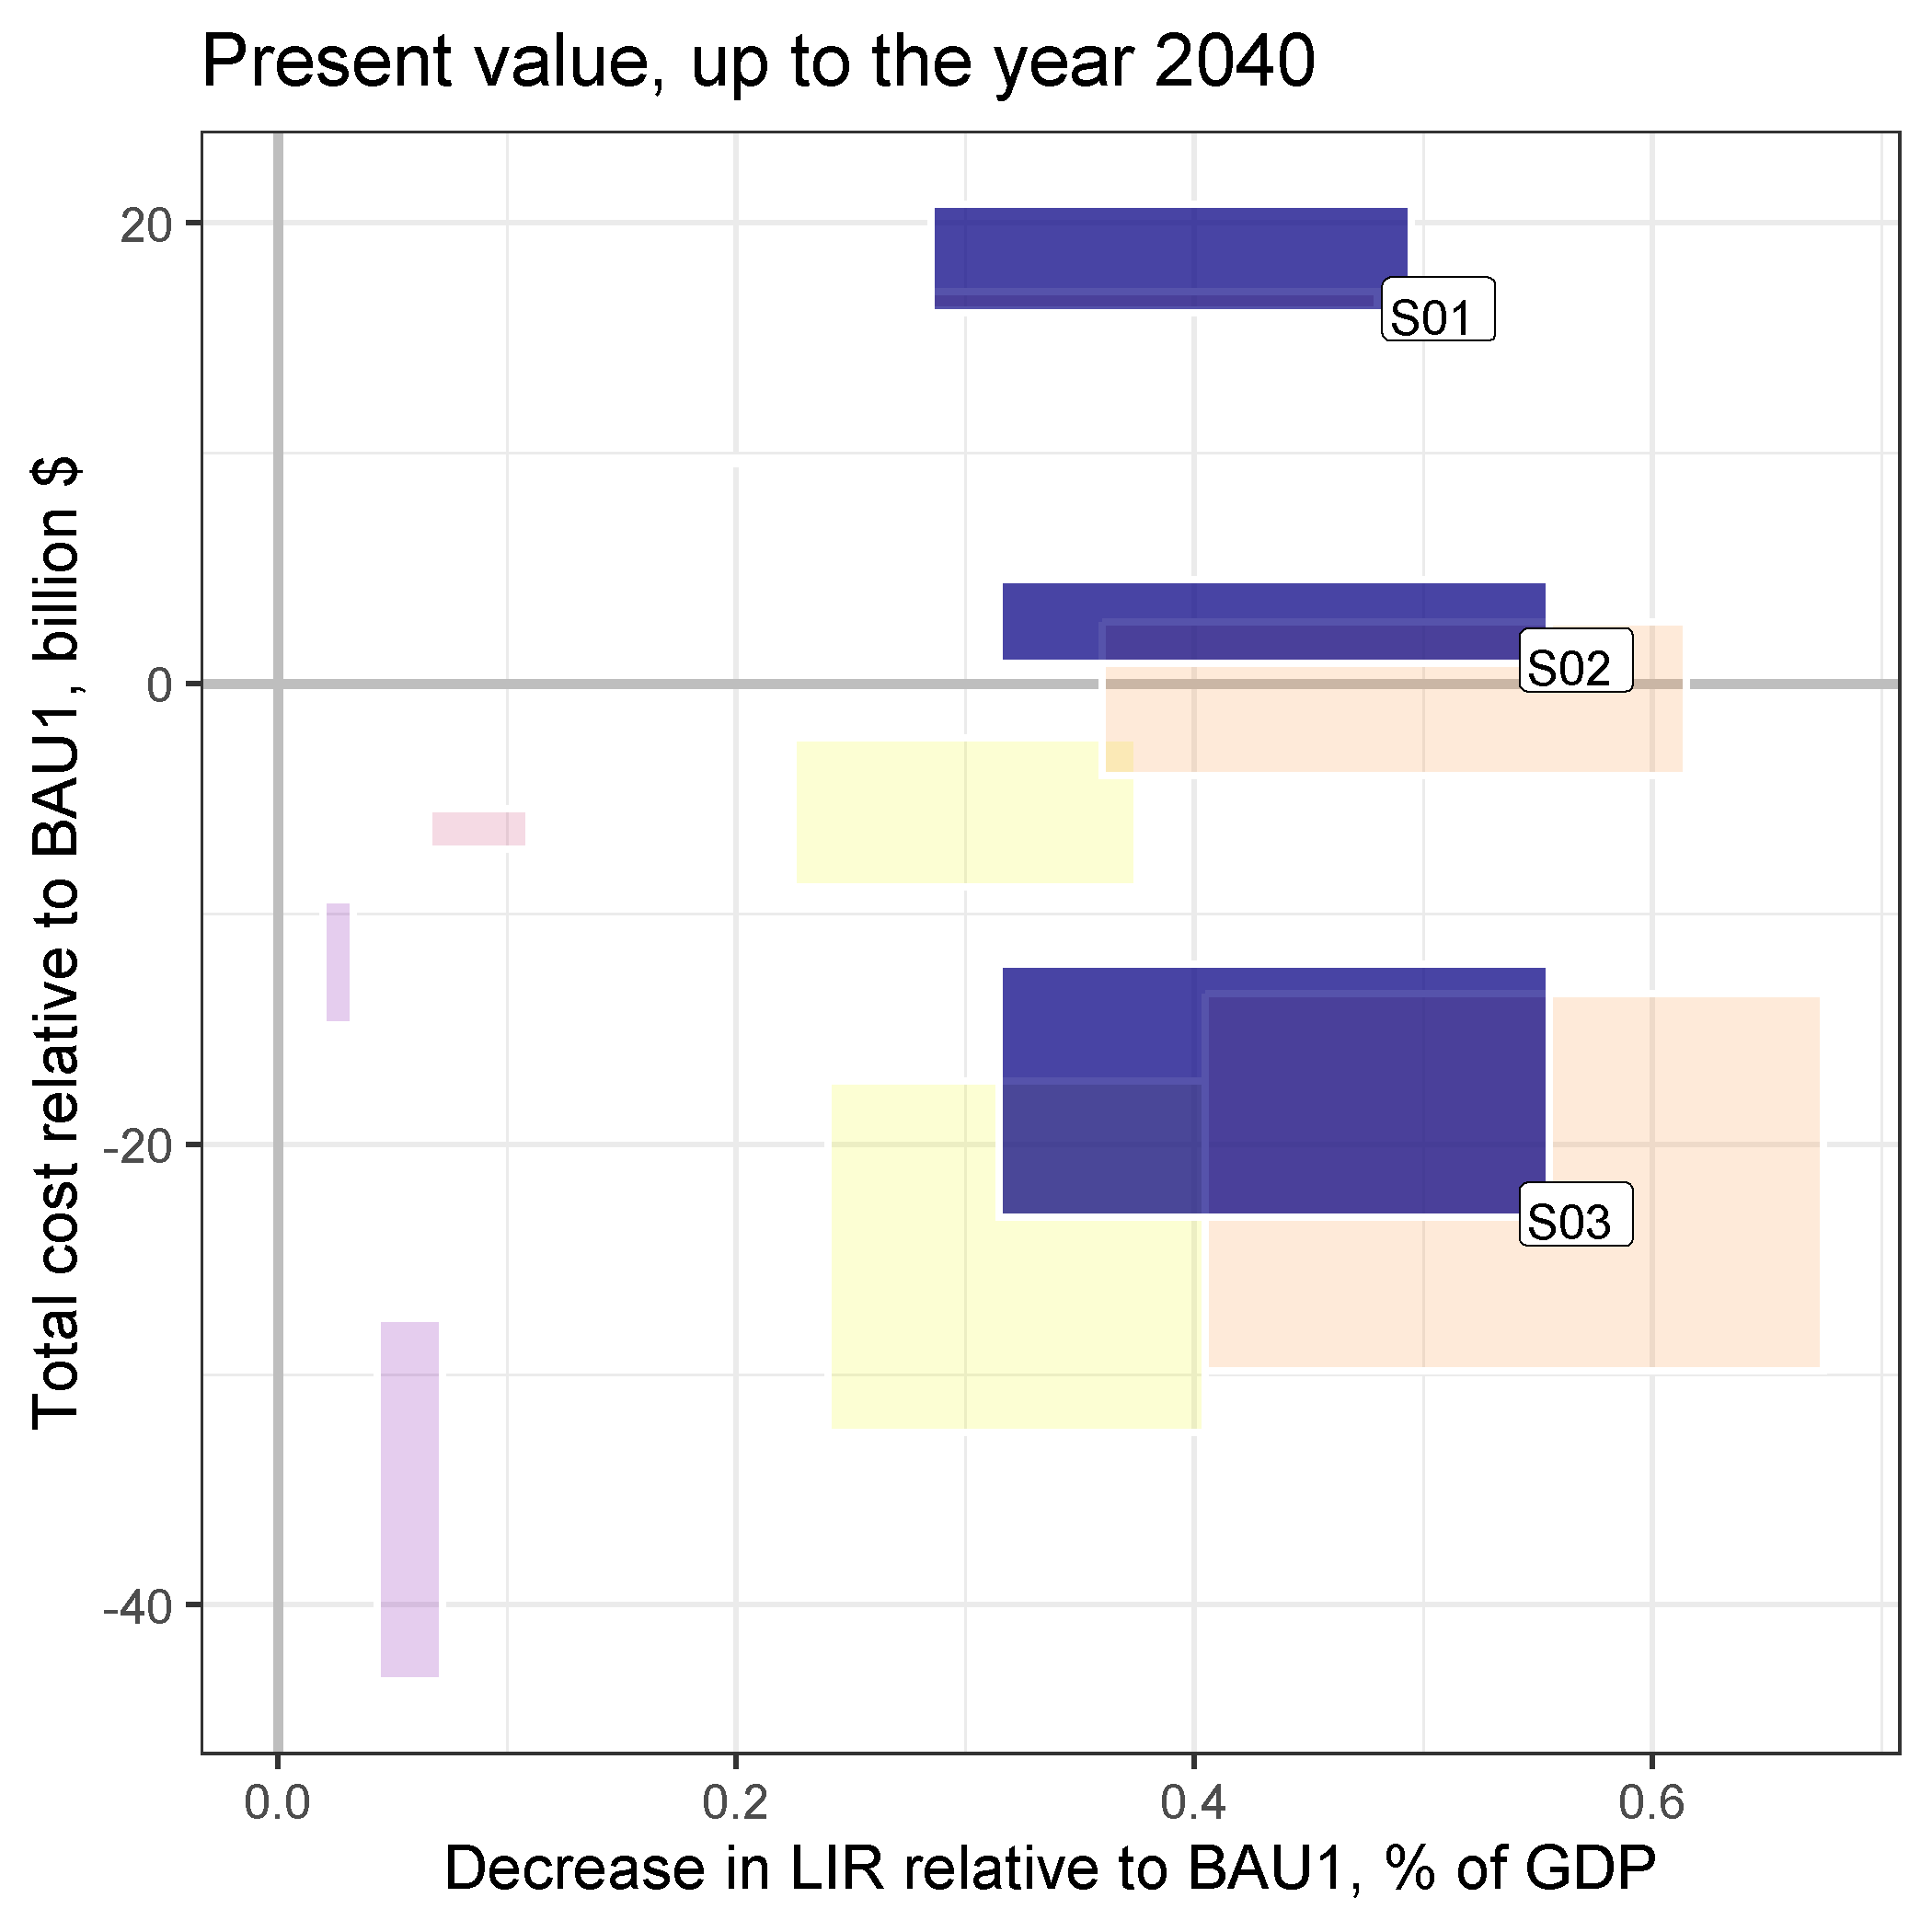 Present value, up to the year 2040
Total cost relative to BAU1, billion $
20
0
-20
-40
S01
S02
S03
0.0
0.2
0.4
0.6
Decrease in LIR relative to BAU1, % of GDP